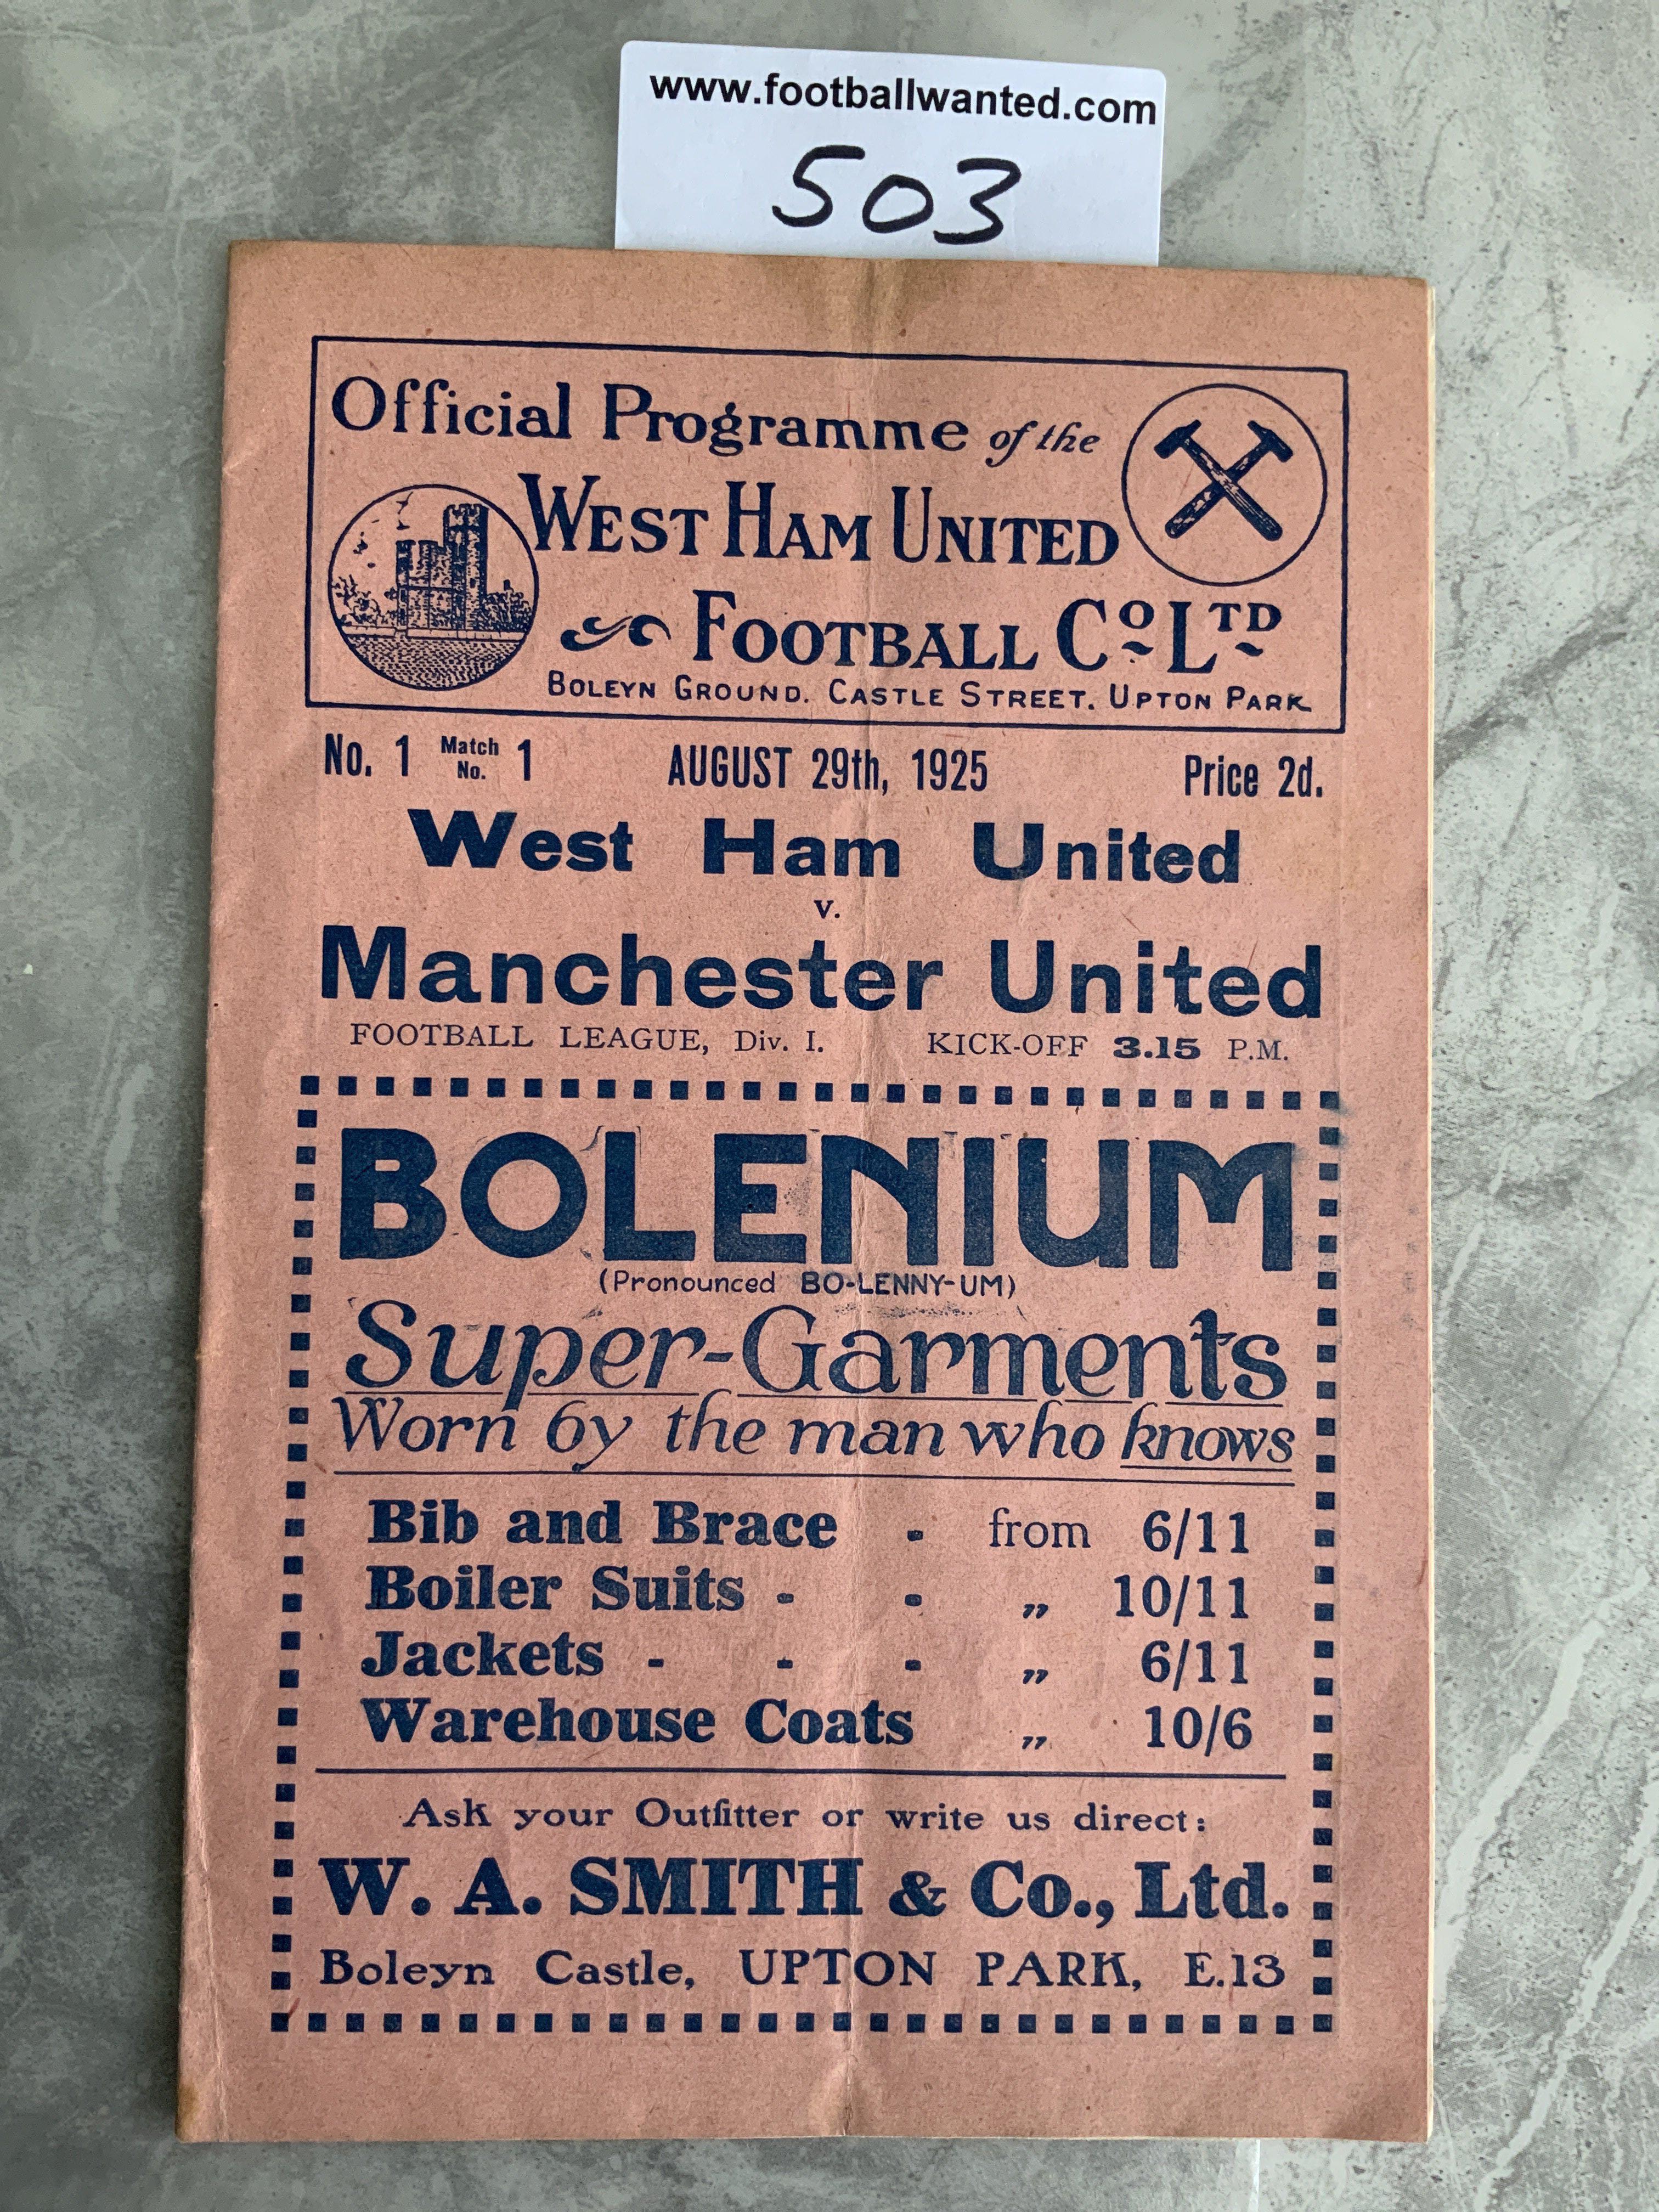 www.footballwanted.com
503
Official Programme of the
WEST HAM UNITED
FOOTBALL Co LTD
BOLEYN GROUND. CASTLE STREET. UPTON PARK
No. 1 Match No. 1 AUGUST 29th, 1925 Price 2d.
West Ham United
v.
Manchester United
FOOTBALL LEAGUE, Div. I. KICK-OFF 3.15 P.M.
BOLENIUM
(Pronounced BO-LENNY-UM)
Super-Garments
Worn by the man who knows
Bib and Brace - from 6/11
Boiler Suits - - „ 10/11
Jackets - - - „ 6/11
Warehouse Coats „ 10/6
Ask your Outfitter or write us direct:
W. A. SMITH & Co., Ltd.
Boleyn Castle, UPTON PARK, E.13